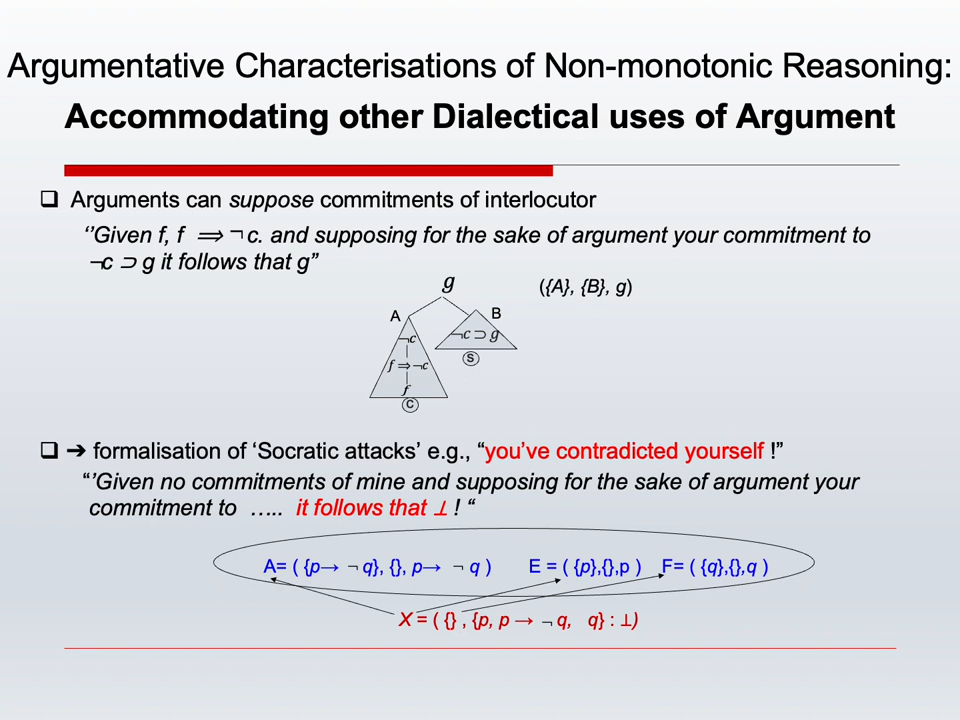 Argumentative Characterisations of Non-monotonic Reasoning:
Accommodating other Dialectical uses of Argument
❑ Arguments can suppose commitments of interlocutor
‘’Given f, f ⟹ ¬ c. and supposing for the sake of argument your commitment to
¬c ⊃ g it follows that g”
g
({A}, {B}, g)
A
B
¬c
¬c ⊃ g
f ⟹ ¬c
f
S
C
❑ ➔ formalisation of ‘Socratic attacks’ e.g., “you’ve contradicted yourself !”
“’Given no commitments of mine and supposing for the sake of argument your
commitment to ….. it follows that ⊥ ! “
A= ( {p→ ¬ q}, {}, p→ ¬ q ) E = ( {p},{},p ) F= ( {q},{},q )
X = ( {} , {p, p → ¬ q, q} : ⊥)